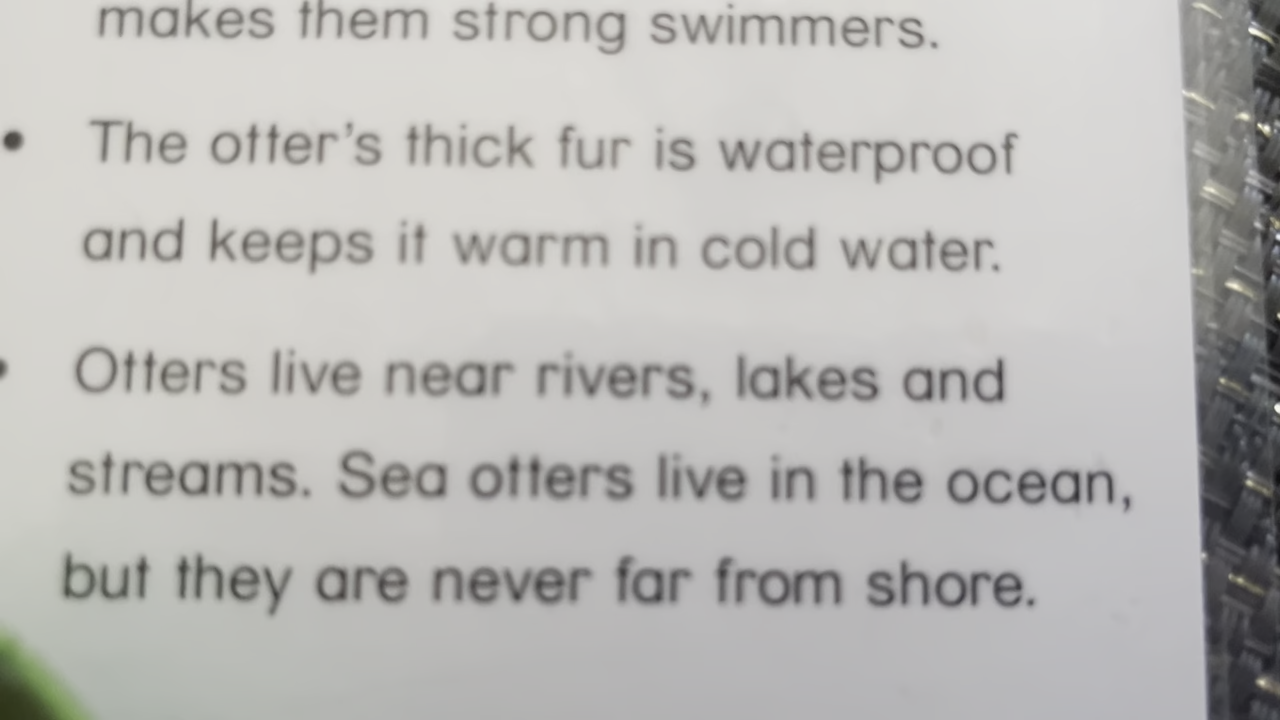 makes them strong swimmers.
• The otter's thick fur is waterproof
and keeps it warm in cold water.
• Otters live near rivers, lakes and
streams. Sea otters live in the ocean,
but they are never far from shore.